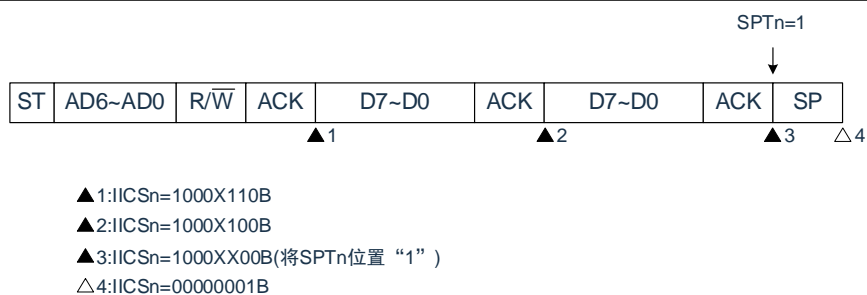 SPTn=1
ST AD6~AD0 R/W̅ ACK D7~D0 ACK D7~D0 ACK SP
▲1 ▲2 ▲3 △4
▲1:IICSn=1000X110B
▲2:IICSn=1000X100B
▲3:IICSn=1000XX00B(将SPTn位置“1”)
△4:IICSn=00000001B